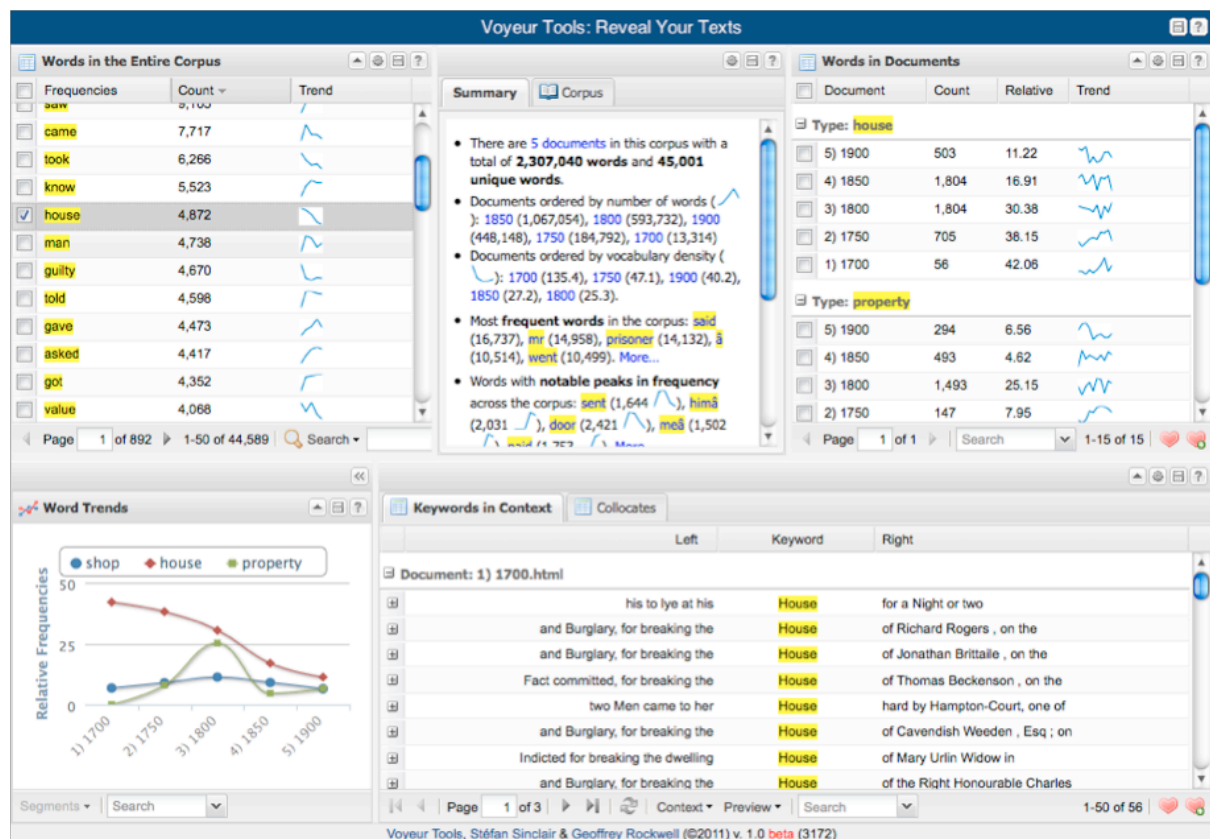 Voyeur Tools: Reveal Your Texts
Words in the Entire Corpus
Frequencies Count Trend
saw 9,103
came 7,717
took 6,266
know 5,523
house 4,872
man 4,738
guilty 4,670
told 4,598
gave 4,473
asked 4,417
got 4,352
value 4,068
Page 1 of 892 1-50 of 44,589 Search
Summary Corpus
• There are 5 documents in this corpus with a
total of 2,307,040 words and 45,001
unique words.
• Documents ordered by number of words (
): 1850 (1,067,054), 1800 (593,732), 1900
(448,148), 1750 (184,792), 1700 (13,314)
• Documents ordered by vocabulary density (
): 1700 (135.4), 1750 (47.1), 1900 (40.2),
1850 (27.2), 1800 (25.3).
• Most frequent words in the corpus: said
(16,737), mr (14,958), prisoner (14,132), â
(10,514), went (10,499). More...
• Words with notable peaks in frequency
across the corpus: sent (1,644 ), himâ
(2,031 ), door (2,421 ), meâ (1,502
), paid (1,753 ). More
Words in Documents
Document Count Relative Trend
Type: house
5) 1900 503 11.22
4) 1850 1,804 16.91
3) 1800 1,804 30.38
2) 1750 705 38.15
1) 1700 56 42.06
Type: property
5) 1900 294 6.56
4) 1850 493 4.62
3) 1800 1,493 25.15
2) 1750 147 7.95
Page 1 of 1 Search 1-15 of 15
Word Trends
shop house property
Relative Frequencies
50
25
0
1) 1700 2) 1750 3) 1800 4) 1850 5) 1900
Segments Search
Keywords in Context Collocates
Left Keyword Right
Document: 1) 1700.html
his to lye at his House for a Night or two
and Burglary, for breaking the House of Richard Rogers , on the
and Burglary, for breaking the House of Jonathan Brittaile , on the
Fact committed, for breaking the House of Thomas Beckenson , on the
two Men came to her House hard by Hampton-Court, one of
and Burglary, for breaking the House of Cavendish Weeden , Esq ; on
Indicted for breaking the dwelling House of Mary Urlin Widow in
and Burglary, for breaking the House of the Right Honourable Charles
Page 1 of 3 Context Preview Search 1-50 of 56
Voyeur Tools, Stéfan Sinclair & Geoffrey Rockwell (©2011) v. 1.0 beta (3172)